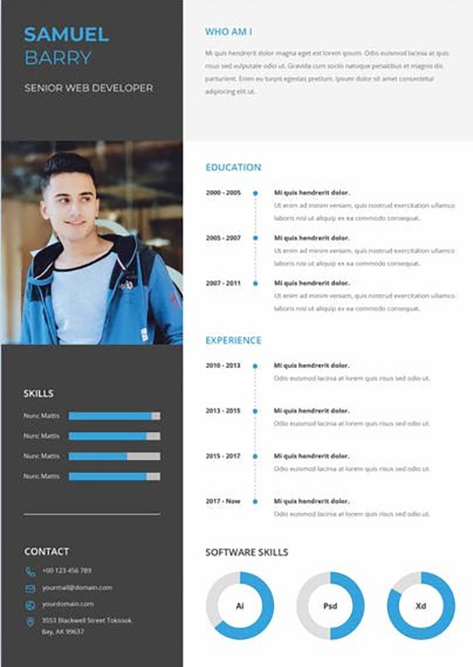 SAMUEL
BARRY
SENIOR WEB DEVELOPER
WHO AM I
Mi quis hendrerit dolor magna eget est lorem ipsum. Odio euismod lacinia at quis
risus sed vulputate odio ut. Gravida cum sociis natoque penatibus et magnis dis
parturient. Enim eu turpis egestas pretium. Ipsum dolor sit amet consectetur
adipiscing elit ut.
EDUCATION
2000 - 2005
Mi quis hendrerit dolor.
Ut enim ad minim veniam, quis nostrud exercitation ullamco
laboris nisi ut aliquip ex ea commodo consequat.
2005 - 2007
Mi quis hendrerit dolor.
Ut enim ad minim veniam, quis nostrud exercitation ullamco
laboris nisi ut aliquip ex ea commodo consequat.
2007 - 2011
Mi quis hendrerit dolor.
Ut enim ad minim veniam, quis nostrud exercitation ullamco
laboris nisi ut aliquip ex ea commodo consequat.
EXPERIENCE
2010 - 2013
Mi quis hendrerit dolor.
Odio euismod lacinia at lorem quis risus sed odio ut.
2013 - 2015
Mi quis hendrerit dolor.
Odio euismod lacinia at lorem quis risus sed odio ut.
2015 - 2017
Mi quis hendrerit dolor.
Odio euismod lacinia at lorem quis risus sed odio ut.
2017 - Now
Mi quis hendrerit dolor.
Odio euismod lacinia at lorem quis risus sed odio ut.
SKILLS
Nunc Mattis
Nunc Mattis
Nunc Mattis
Nunc Mattis
CONTACT
+00 123 456 789
yourmail@domain.com
yourdomain.com
3553 Blackwell Street Toksook
Bay, AK 99637
SOFTWARE SKILLS
Ai
Psd
Xd